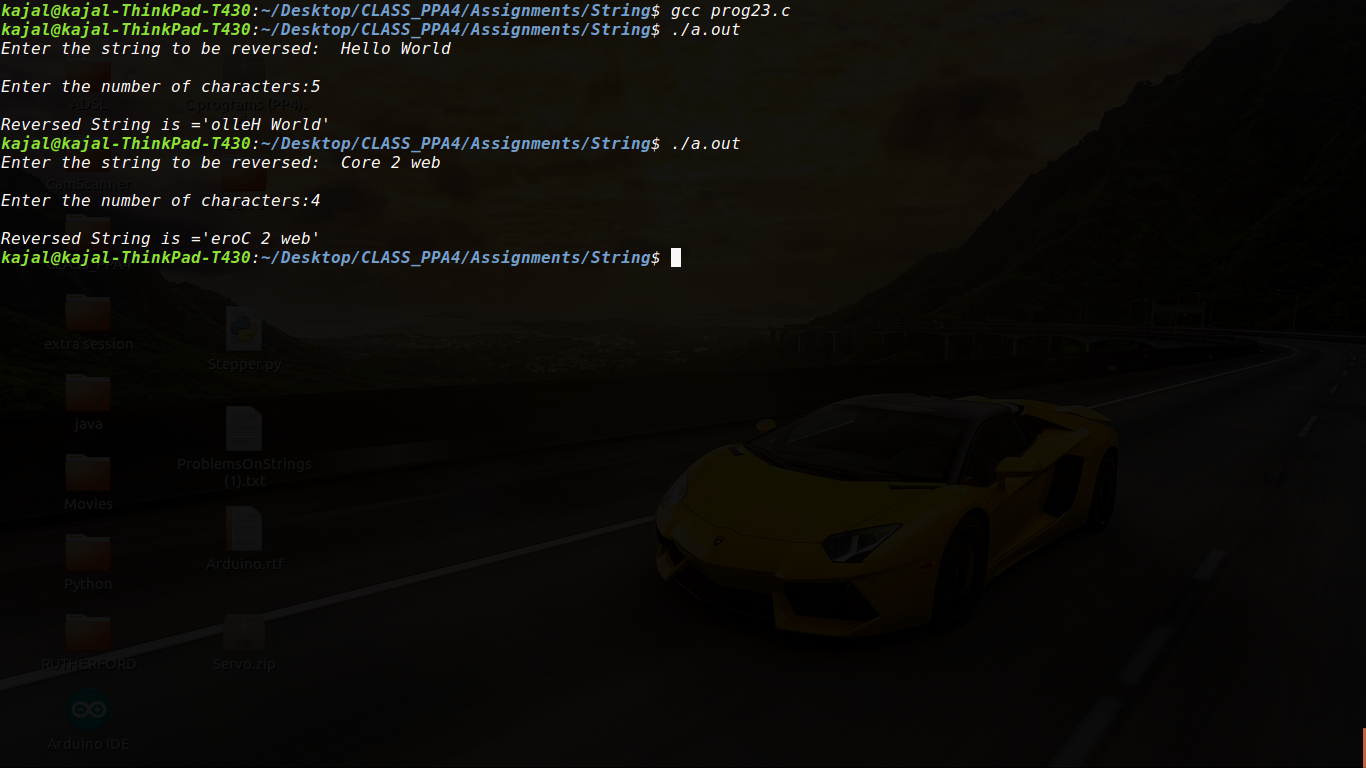 kajal@kajal-ThinkPad-T430:~/Desktop/CLASS_PPA4/Assignments/String$ gcc prog23.c
kajal@kajal-ThinkPad-T430:~/Desktop/CLASS_PPA4/Assignments/String$ ./a.out
Enter the string to be reversed:  Hello World
Enter the number of characters:5
ADSL
C programs (PP4).
Reversed String is ='olleH World'
kajal@kajal-ThinkPad-T430:~/Desktop/CLASS_PPA4/Assignments/String$ ./a.out
Enter the string to be reversed:  Core 2 web
CamScanner
Enter the number of characters:4
Reversed String is ='eroC 2 web'
kajal@kajal-ThinkPad-T430:~/Desktop/CLASS_PPA4/Assignments/String$
extra session
Stepper.py
java
ProblemsOnStrings
(1).txt
Movies
Arduino.rtf
Python
RUTHERFORD
Servo.zip
Arduino IDE